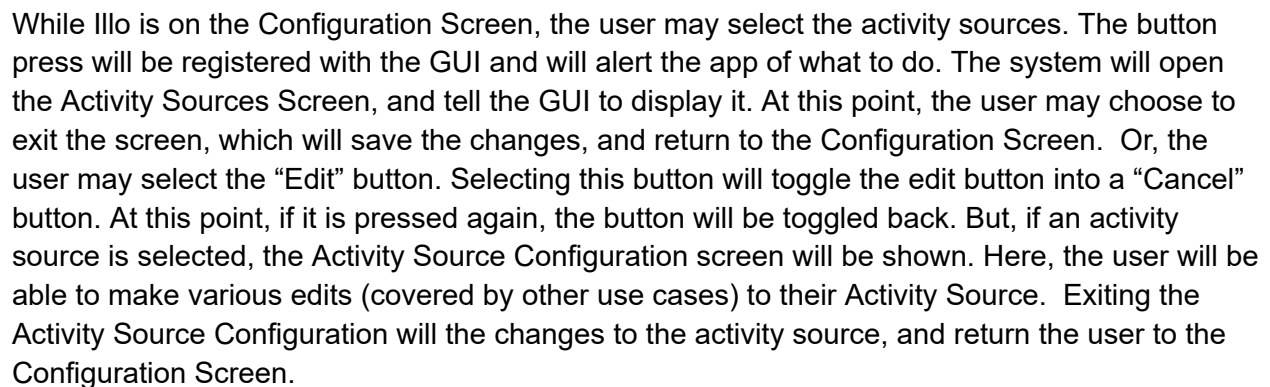 While Illo is on the Configuration Screen, the user may select the activity sources. The button
press will be registered with the GUI and will alert the app of what to do. The system will open
the Activity Sources Screen, and tell the GUI to display it. At this point, the user may choose to
exit the screen, which will save the changes, and return to the Configuration Screen.  Or, the
user may select the “Edit” button. Selecting this button will toggle the edit button into a “Cancel”
button. At this point, if it is pressed again, the button will be toggled back. But, if an activity
source is selected, the Activity Source Configuration screen will be shown. Here, the user will be
able to make various edits (covered by other use cases) to their Activity Source.  Exiting the
Activity Source Configuration will the changes to the activity source, and return the user to the
Configuration Screen.